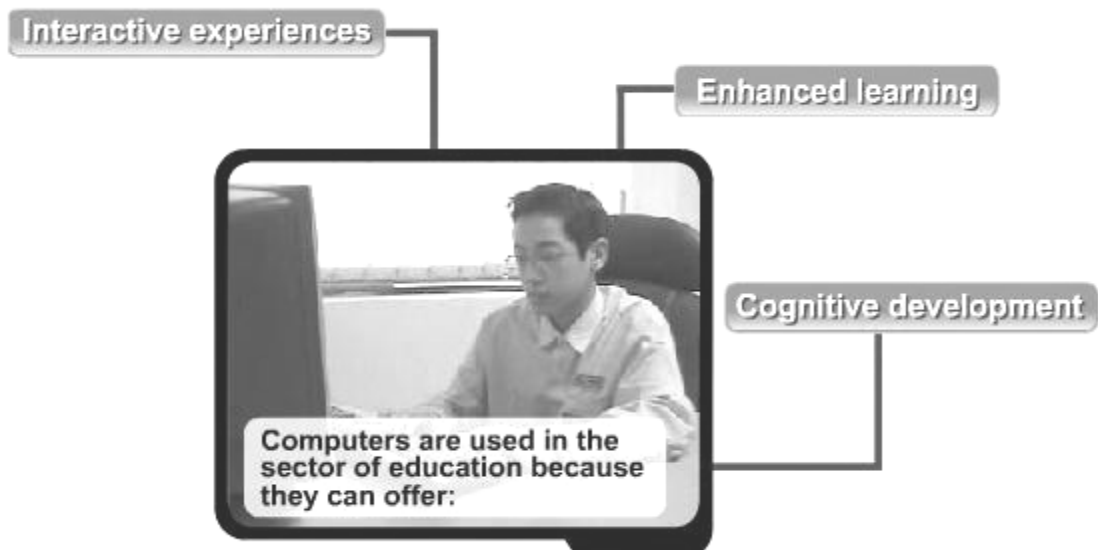 Interactive experiences
Enhanced learning
Cognitive development
Computers are used in the
sector of education because
they can offer: